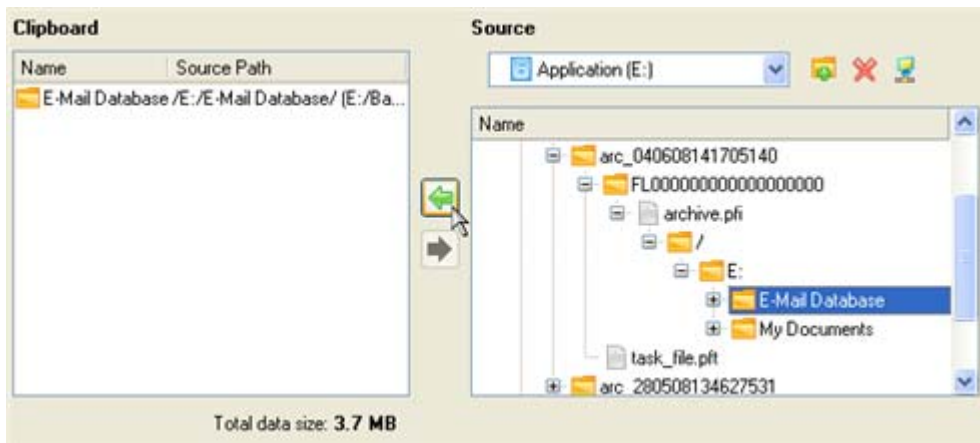 Clipboard
Name Source Path
E-Mail Database /E:/E-Mail Database/ (E:/Ba...
Total data size: 3.7 MB
Source
Application (E:)
Name
arc_040608141705140
FL000000000000000000
archive.pfi
/
E:
E-Mail Database
My Documents
task_file.pft
arc_280508134627531